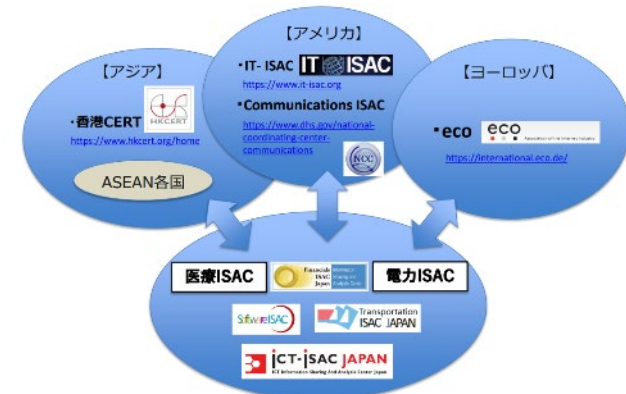 【アメリカ】
・IT- ISAC IT ISAC
https://www.it-isac.org
・Communications ISAC
https://www.dhs.gov/national-
coordinating-center-
communications
NCC
【アジア】
・香港CERT
HKCERT
https://www.hkcert.org/home
ASEAN各国
【ヨーロッパ】
・eco eco
https://international.eco.de/
医療ISAC
Financials
ISAC
Japan
電力ISAC
Software ISAC
Transportation
ISAC JAPAN
ICT-ISAC JAPAN
ICT Information Sharing And Analysis Center Japan